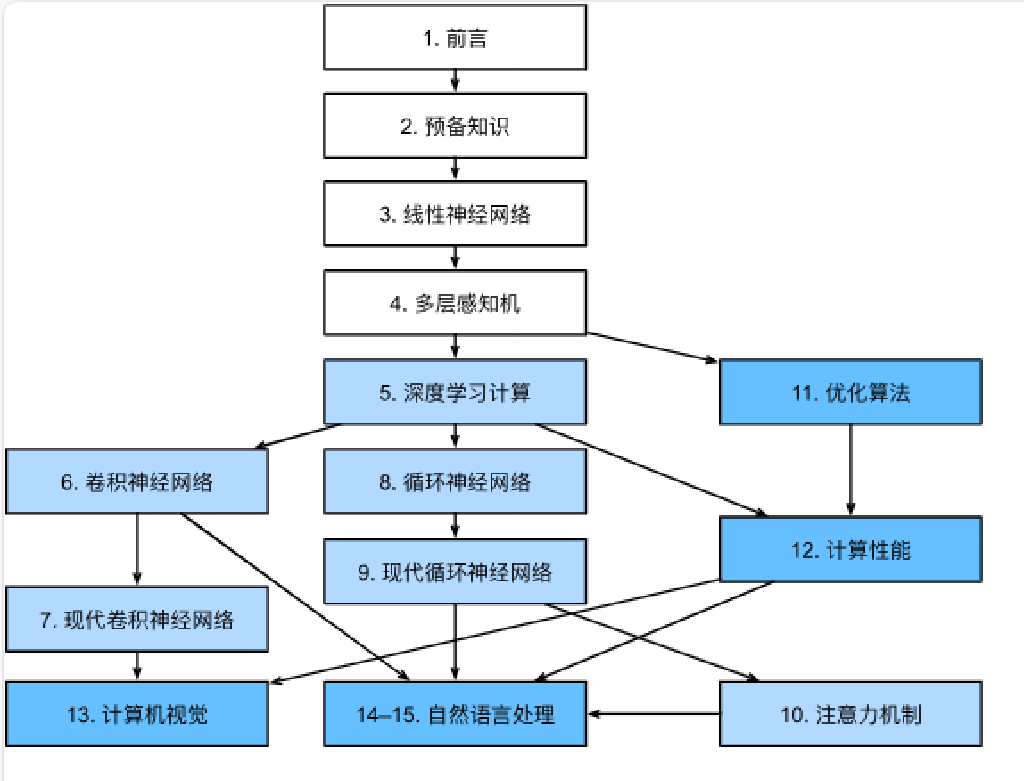 1. 前言
2. 预备知识
3. 线性神经网络
4. 多层感知机
5. 深度学习计算
11. 优化算法
6. 卷积神经网络
8. 循环神经网络
12. 计算性能
9. 现代循环神经网络
7. 现代卷积神经网络
13. 计算机视觉
14–15. 自然语言处理
10. 注意力机制